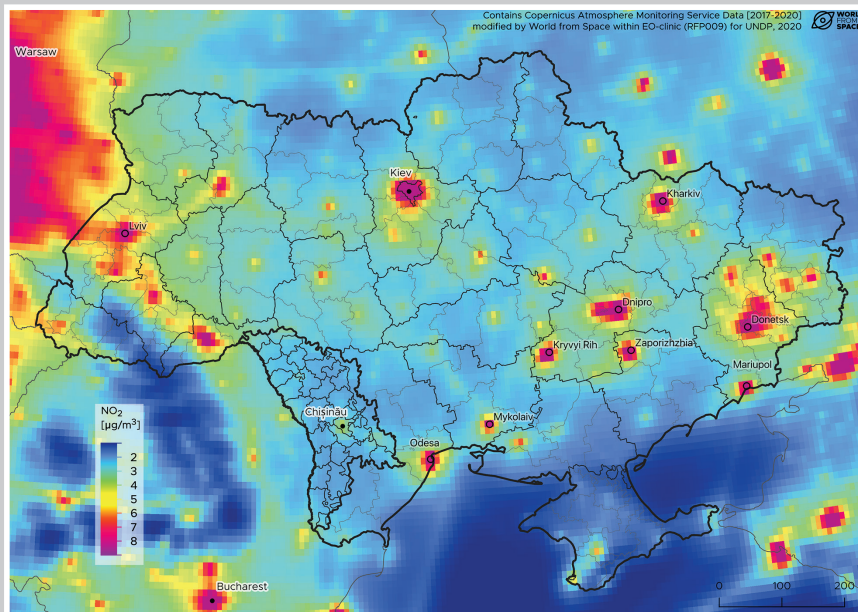 Contains Copernicus Atmosphere Monitoring Service Data [2017-2020]
modified by World from Space within EO-clinic (RFP009) for UNDP, 2020
WORLD
FROM
SPACE
Warsaw
Kiev
Lviv
Kharkiv
Dnipro
Donetsk
Kryvyi Rih
Zaporizhzhia
Mariupol
NO₂
[µg/m³]
2
3
4
5
6
7
8
Chișinău
Mykolaiv
Odesa
Bucharest
0 100 200